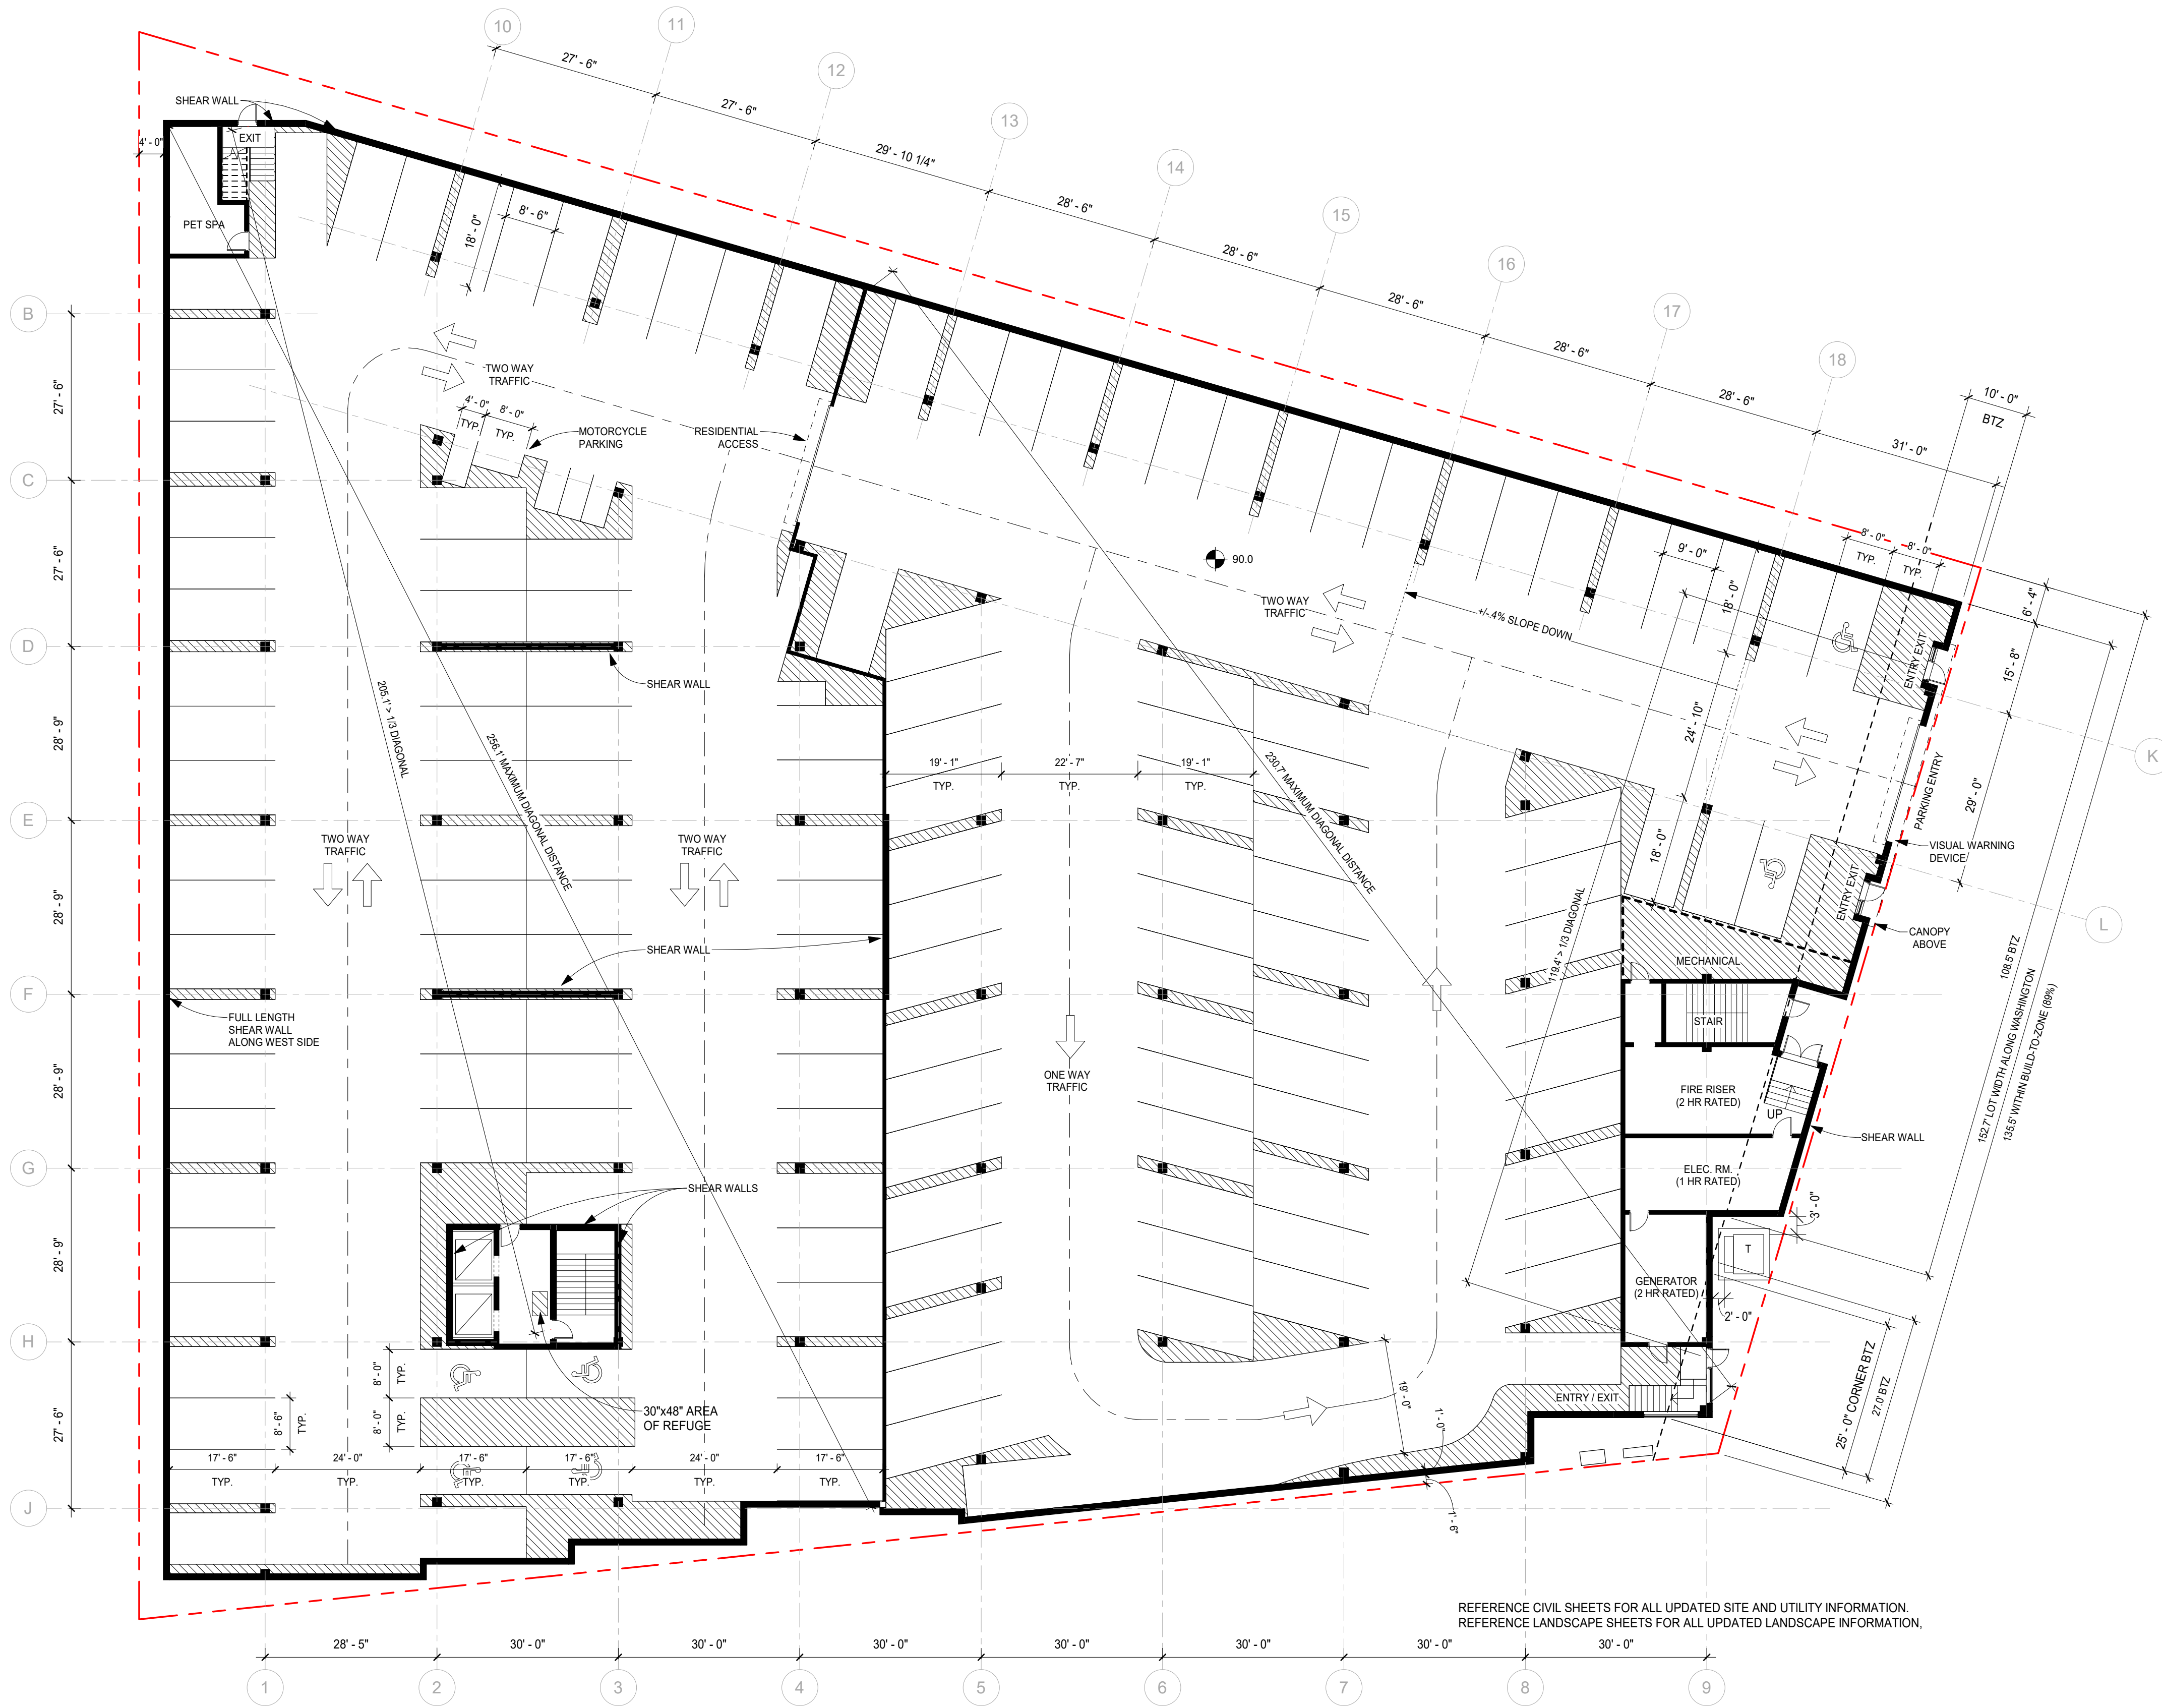 10
11
12
13
14
15
16
17
18
27' - 6"
27' - 6"
29' - 10 1/4"
28' - 6"
28' - 6"
28' - 6"
28' - 6"
28' - 6"
31' - 0"
10' - 0"
BTZ
SHEAR WALL
EXIT
4' - 0"
PET SPA
18' - 0"
8' - 6"
B
C
D
E
F
G
H
J
K
L
27' - 6"
27' - 6"
28' - 9"
28' - 9"
28' - 9"
28' - 9"
27' - 6"
TWO WAY
TRAFFIC
4' - 0"
TYP.
8' - 0"
TYP.
MOTORCYCLE
PARKING
RESIDENTIAL
ACCESS
90.0
TWO WAY
TRAFFIC
+/-.4% SLOPE DOWN
9' - 0"
18' - 0"
8' - 0"
TYP.
8' - 0"
TYP.
6' - 4"
15' - 8"
29' - 0"
ENTRY EXIT
PARKING ENTRY
24' - 10"
18' - 0"
VISUAL WARNING
DEVICE
ENTRY EXIT
CANOPY
ABOVE
SHEAR WALL
205.1' > 1/3 DIAGONAL
256.1' MAXIMUM DIAGONAL DISTANCE
230.7' MAXIMUM DIAGONAL DISTANCE
119.4' > 1/3 DIAGONAL
19' - 1"
TYP.
22' - 7"
TYP.
19' - 1"
TYP.
TWO WAY
TRAFFIC
TWO WAY
TRAFFIC
SHEAR WALL
FULL LENGTH
SHEAR WALL
ALONG WEST SIDE
ONE WAY
TRAFFIC
MECHANICAL
STAIR
FIRE RISER
(2 HR RATED)
UP
SHEAR WALL
ELEC. RM.
(1 HR RATED)
GENERATOR
(2 HR RATED)
T
3' - 0"
2' - 0"
108.5' BTZ
152.7' LOT WIDTH ALONG WASHINGTON
135.5' WITHIN BUILD-TO-ZONE (89%)
25' - 0" CORNER BTZ
27.0' BTZ
SHEAR WALLS
30"x48" AREA
OF REFUGE
8' - 0"
TYP.
8' - 0"
TYP.
8' - 6"
TYP.
17' - 6"
TYP.
24' - 0"
TYP.
17' - 6"
TYP.
17' - 6"
TYP.
24' - 0"
TYP.
17' - 6"
TYP.
19' - 0"
1' - 0"
1' - 6"
ENTRY / EXIT
REFERENCE CIVIL SHEETS FOR ALL UPDATED SITE AND UTILITY INFORMATION.
REFERENCE LANDSCAPE SHEETS FOR ALL UPDATED LANDSCAPE INFORMATION,
28' - 5"
30' - 0"
30' - 0"
30' - 0"
30' - 0"
30' - 0"
30' - 0"
30' - 0"
1
2
3
4
5
6
7
8
9